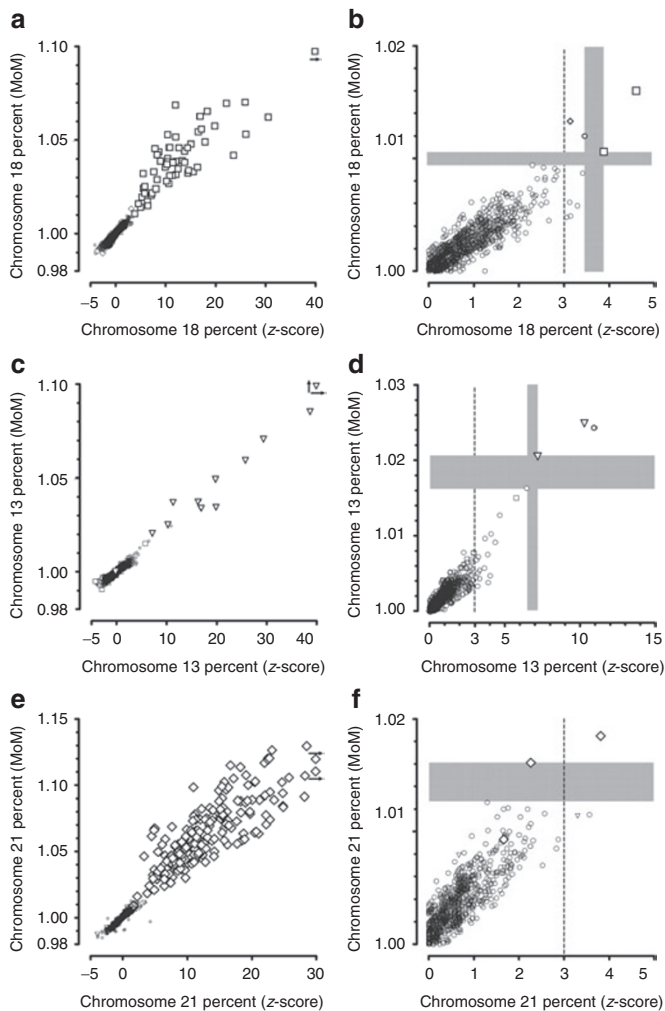 a
Chromosome 18 percent (MoM)
1.10
1.05
1.00
0.98
−5 0 10 20 30 40
Chromosome 18 percent (z-score)
b
Chromosome 18 percent (MoM)
1.02
1.01
1.00
0 1 2 3 4 5
Chromosome 18 percent (z-score)
c
Chromosome 13 percent (MoM)
1.10
1.05
1.00
0.98
−5 0 10 20 30 40
Chromosome 13 percent (z-score)
d
Chromosome 13 percent (MoM)
1.03
1.02
1.01
1.00
0 3 5 10 15
Chromosome 13 percent (z-score)
e
Chromosome 21 percent (MoM)
1.15
1.10
1.05
1.00
0.98
−5 0 10 20 30
Chromosome 21 percent (z-score)
f
Chromosome 21 percent (MoM)
1.02
1.01
1.00
0 1 2 3 4 5
Chromosome 21 percent (z-score)